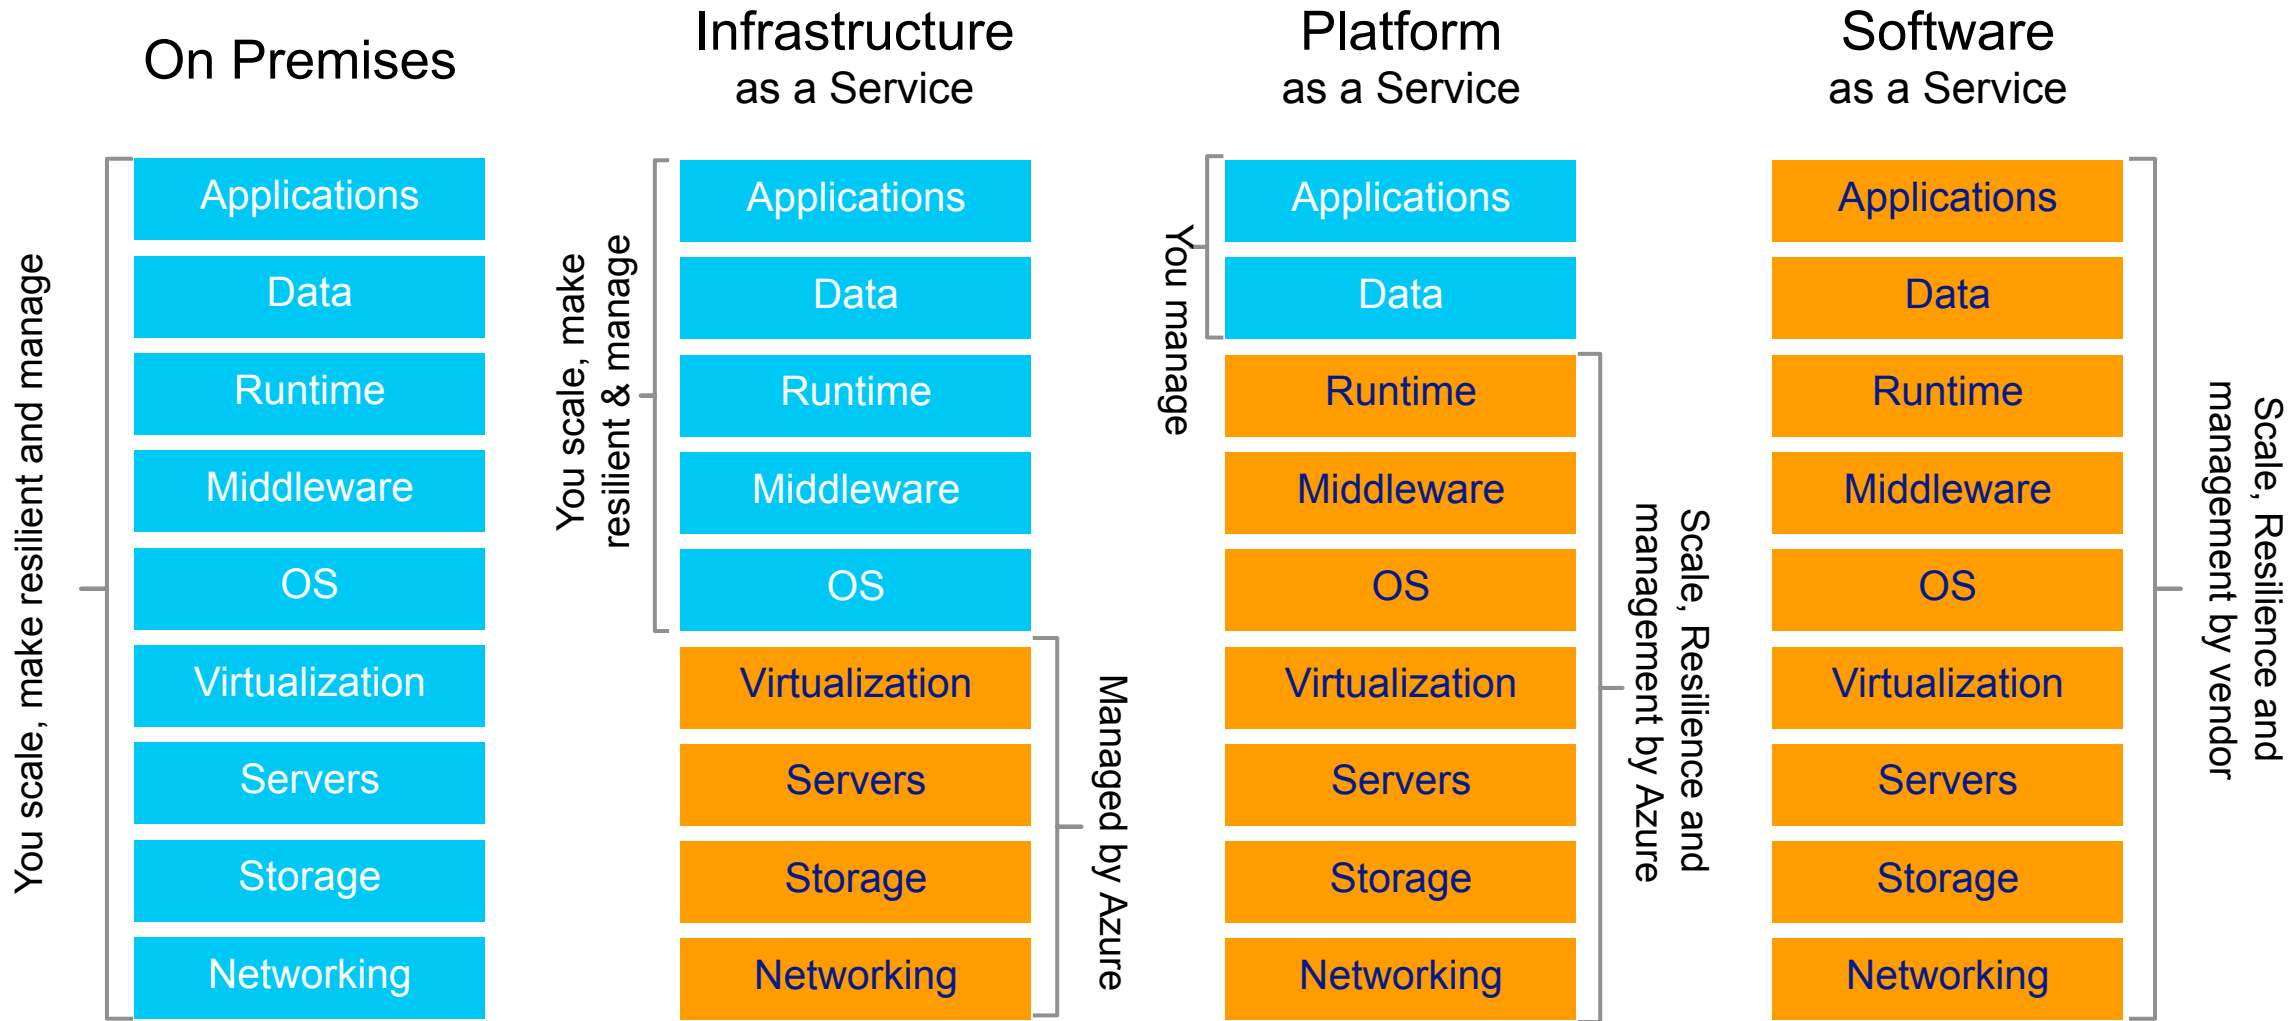 On Premises
You scale, make resilient and manage
Applications
Data
Runtime
Middleware
OS
Virtualization
Servers
Storage
Networking
Infrastructure
as a Service
You scale, make
resilient & manage
Applications
Data
Runtime
Middleware
OS
Virtualization
Servers
Storage
Networking
Managed by Azure
Platform
as a Service
You manage
Applications
Data
Runtime
Middleware
OS
Virtualization
Servers
Storage
Networking
Scale, Resilience and
management by Azure
Software
as a Service
Applications
Data
Runtime
Middleware
OS
Virtualization
Servers
Storage
Networking
Scale, Resilience and
management by vendor